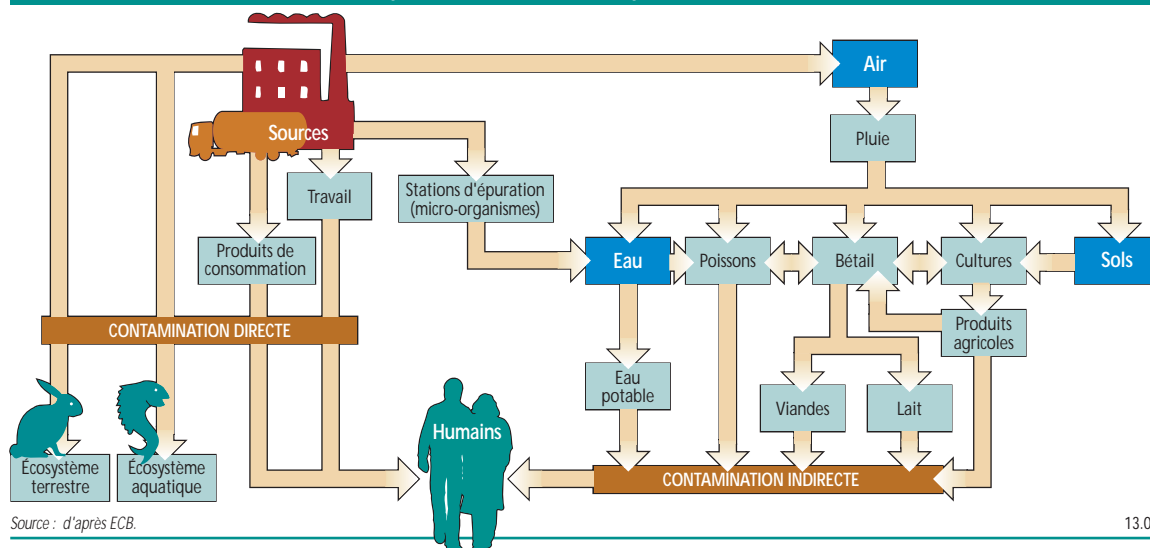 Air
Sources
Pluie
Travail
Stations d'épuration
(micro-organismes)
Produits de
consommation
Eau
Poissons
Bétail
Cultures
Sols
CONTAMINATION DIRECTE
Produits
agricoles
Eau
potable
Viandes
Lait
Humains
Écosystème
terrestre
Écosystème
aquatique
CONTAMINATION INDIRECTE
Source : d'après ECB.
13.0